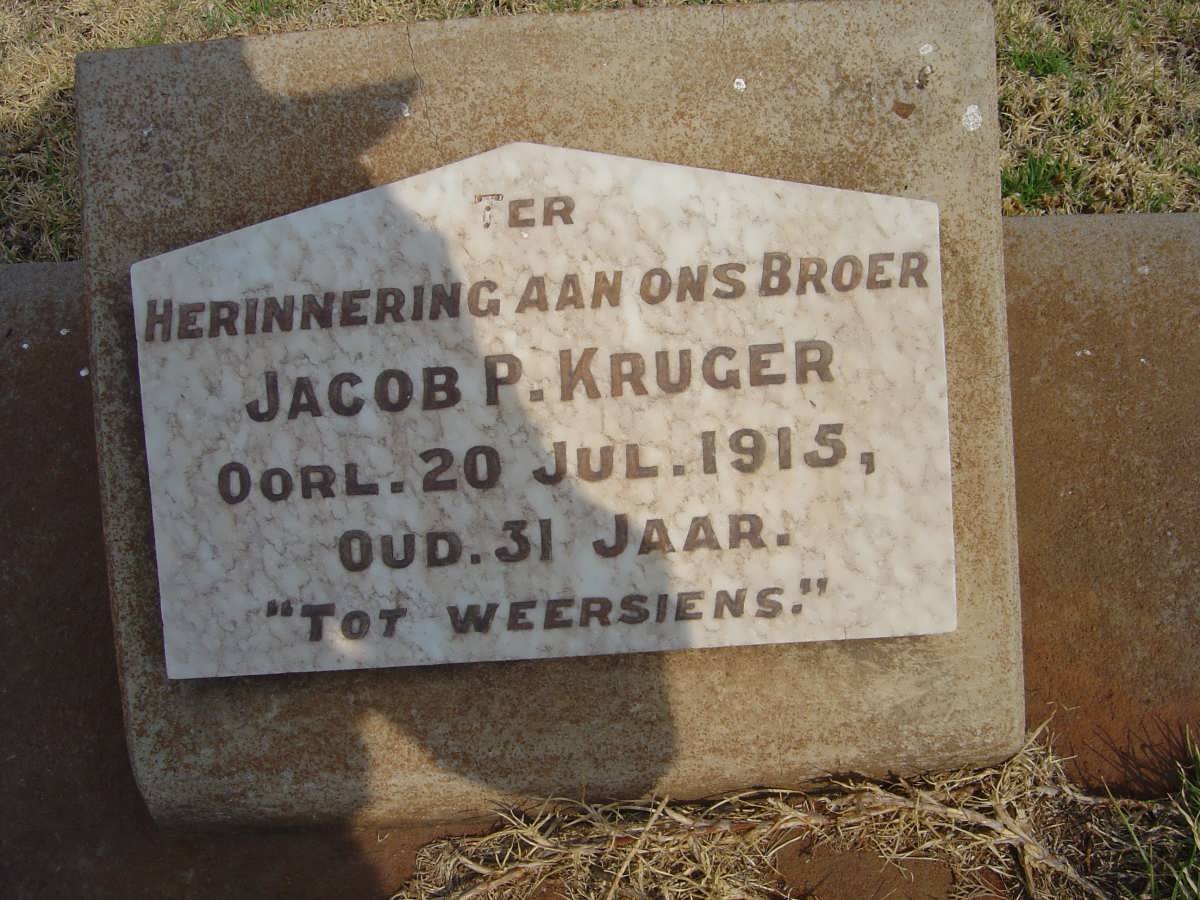 TER
HERINNERING AAN ONS BROER
JACOB P. KRUGER
OORL. 20 JUL. 1915,
OUD. 31 JAAR.
"TOT WEERSIENS."